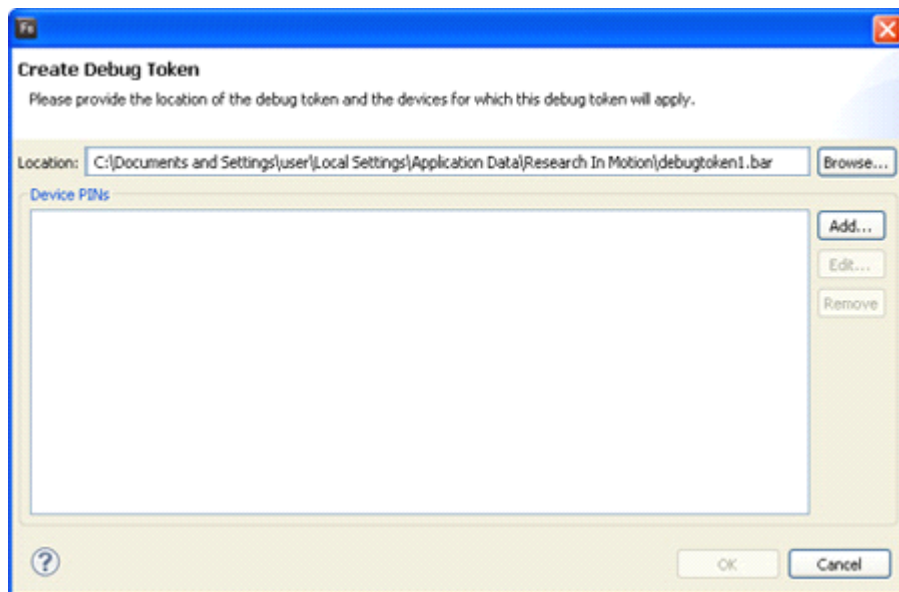 Fe
Create Debug Token
Please provide the location of the debug token and the devices for which this debug token will apply.
Location: C:\Documents and Settings\user\Local Settings\Application Data\Research In Motion\debugtoken1.bar Browse...
Device PINs
Add...
Edit...
Remove
?
OK Cancel